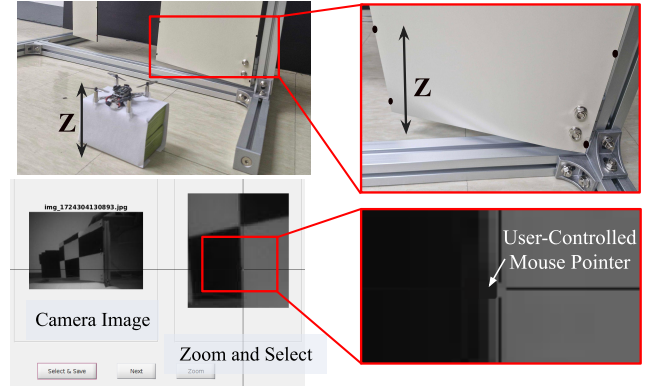 Z
Z
img_1724304130893.jpg
Camera Image
Zoom and Select
Select & Save
Next
Zoom
User-Controlled
Mouse Pointer